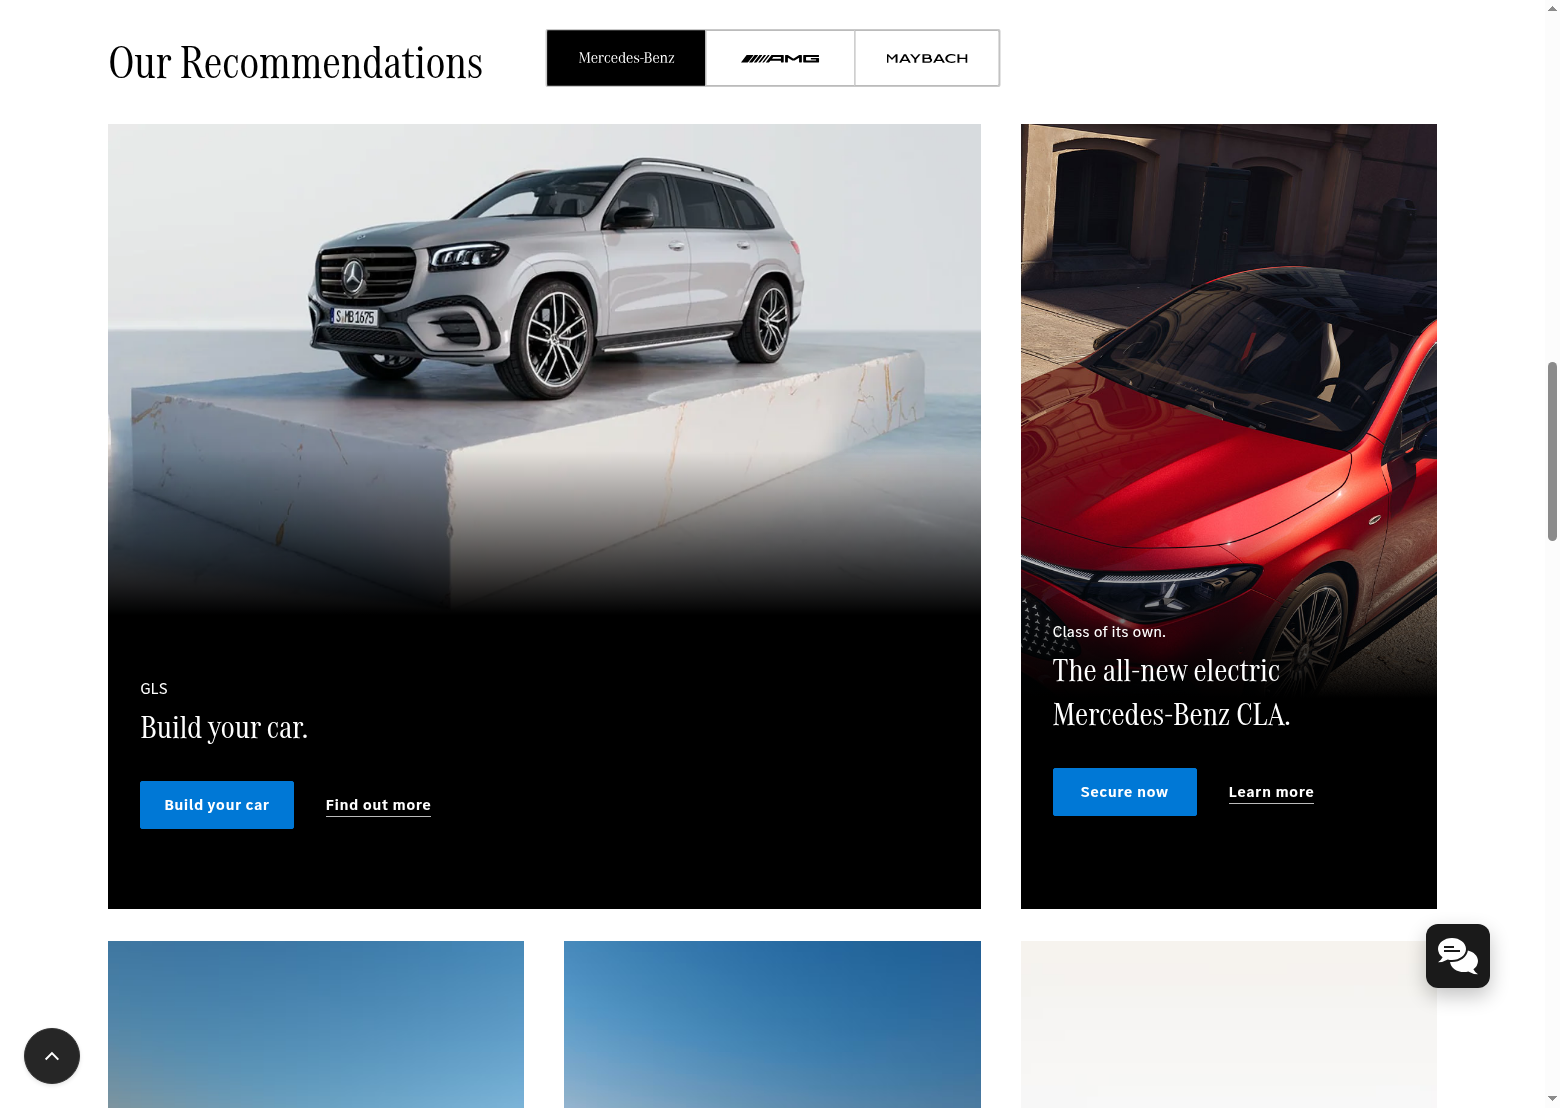 Our Recommendations
Mercedes-Benz
AMG
MAYBACH
S MB 1675
GLS
Build your car.
Build your car
Find out more
Class of its own.
The all-new electric
Mercedes-Benz CLA.
Secure now
Learn more